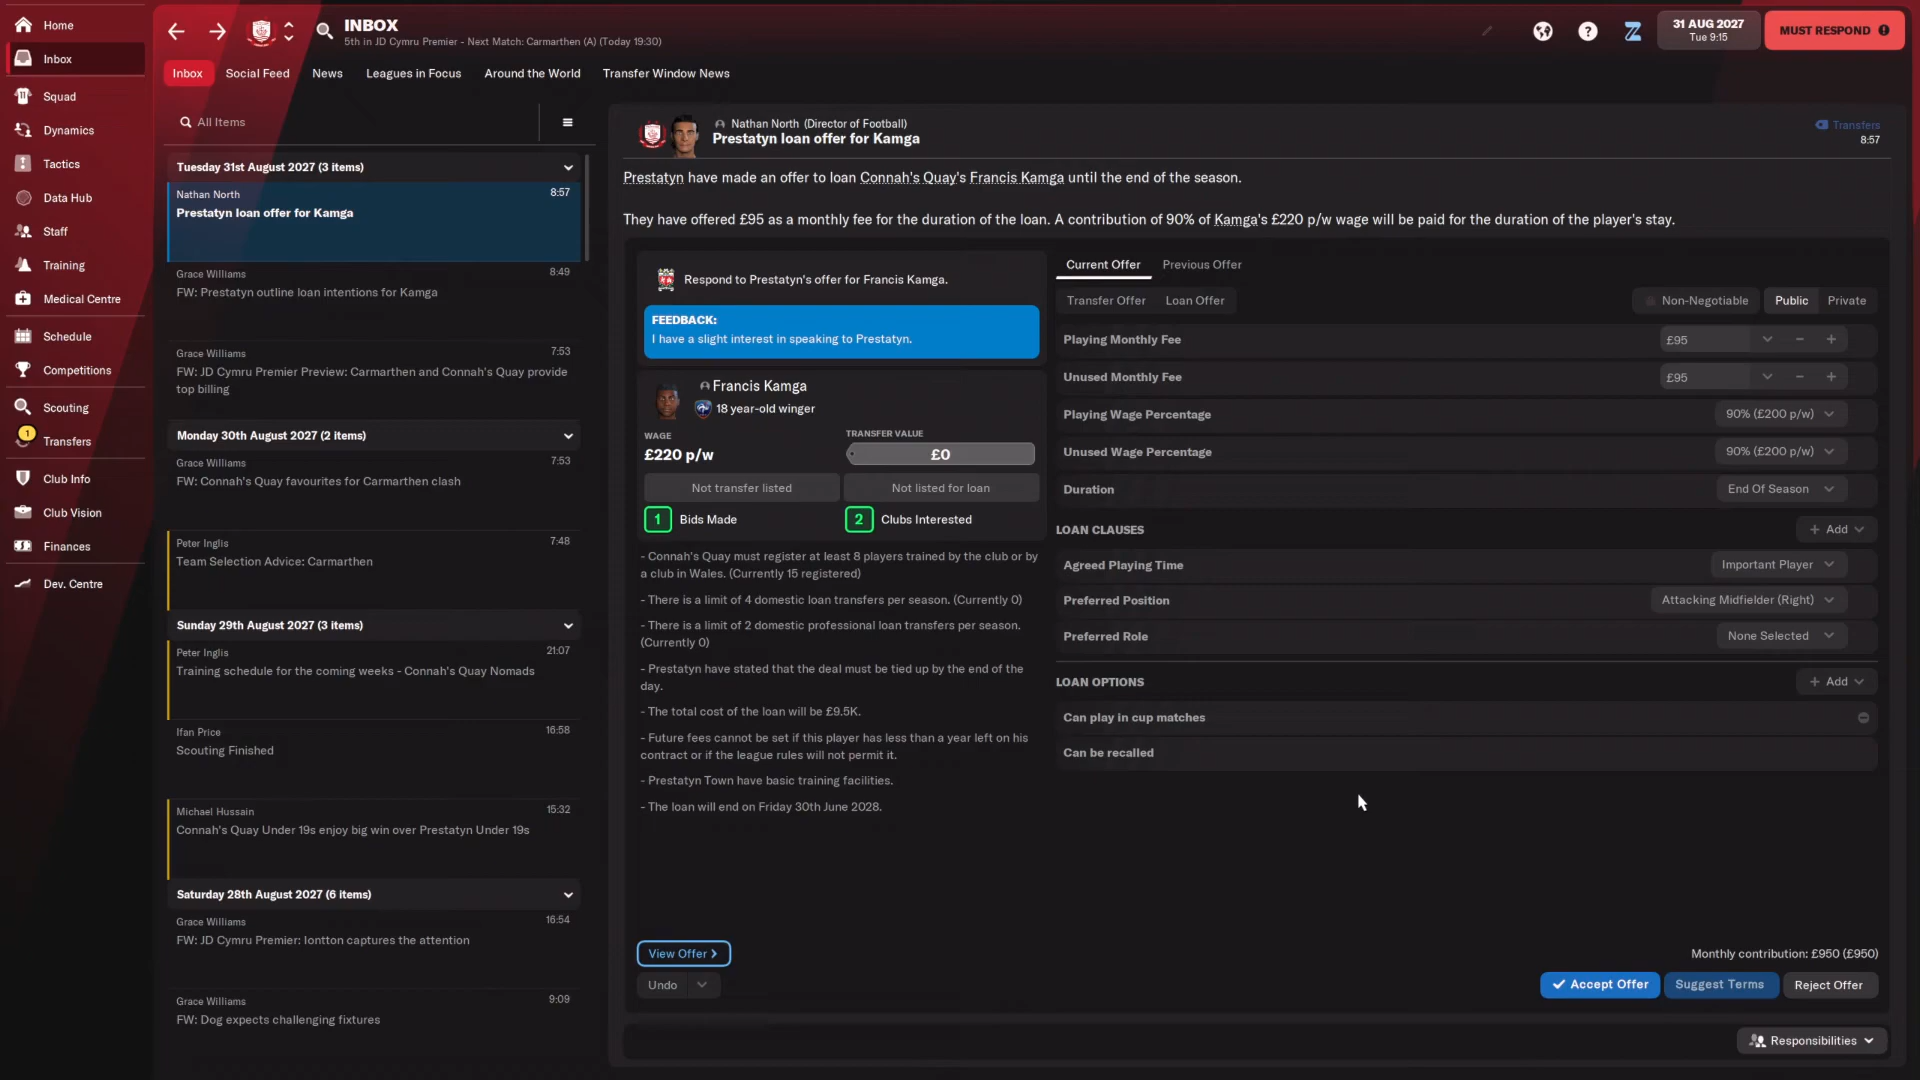 Home
Inbox
Squad
Dynamics
Tactics
Data Hub
Staff
Training
Medical Centre
Schedule
Competitions
Scouting
1
Transfers
Club Info
Club Vision
Finances
Dev. Centre
INBOX
5th in JD Cymru Premier - Next Match: Carmarthen (A) (Today 19:30)
31 AUG 2027
Tue 9:15
MUST RESPOND
Inbox Social Feed News Leagues in Focus Around the World Transfer Window News
All Items
Tuesday 31st August 2027 (3 items)
Nathan North 8:57
Prestatyn loan offer for Kamga
Grace Williams 8:49
FW: Prestatyn outline loan intentions for Kamga
Grace Williams 7:53
FW: JD Cymru Premier Preview: Carmarthen and Connah's Quay provide
top billing
Monday 30th August 2027 (2 items)
Grace Williams 7:53
FW: Connah's Quay favourites for Carmarthen clash
Peter Inglis 7:48
Team Selection Advice: Carmarthen
Sunday 29th August 2027 (3 items)
Peter Inglis 21:07
Training schedule for the coming weeks - Connah's Quay Nomads
Ifan Price 16:58
Scouting Finished
Michael Hussain 15:32
Connah's Quay Under 19s enjoy big win over Prestatyn Under 19s
Saturday 28th August 2027 (6 items)
Grace Williams 16:54
FW: JD Cymru Premier: Iontton captures the attention
Grace Williams 9:09
FW: Dog expects challenging fixtures
Nathan North (Director of Football)
Prestatyn loan offer for Kamga
Transfers
8:57
Prestatyn have made an offer to loan Connah's Quay's Francis Kamga until the end of the season.
They have offered £95 as a monthly fee for the duration of the loan. A contribution of 90% of Kamga's £220 p/w wage will be paid for the duration of the player's stay.
Respond to Prestatyn's offer for Francis Kamga.
FEEDBACK:
I have a slight interest in speaking to Prestatyn.
Francis Kamga
18 year-old winger
WAGE
£220 p/w
TRANSFER VALUE
£0
Not transfer listed
Not listed for loan
1 Bids Made
2 Clubs Interested
- Connah's Quay must register at least 8 players trained by the club or by
a club in Wales. (Currently 15 registered)
- There is a limit of 4 domestic loan transfers per season. (Currently 0)
- There is a limit of 2 domestic professional loan transfers per season.
(Currently 0)
- Prestatyn have stated that the deal must be tied up by the end of the
day.
- The total cost of the loan will be £9.5K.
- Future fees cannot be set if this player has less than a year left on his
contract or if the league rules will not permit it.
- Prestatyn Town have basic training facilities.
- The loan will end on Friday 30th June 2028.
View Offer
Undo
Current Offer Previous Offer
Transfer Offer Loan Offer
Non-Negotiable Public Private
Playing Monthly Fee £95 - +
Unused Monthly Fee £95 - +
Playing Wage Percentage 90% (£200 p/w)
Unused Wage Percentage 90% (£200 p/w)
Duration End Of Season
LOAN CLAUSES + Add
Agreed Playing Time Important Player
Preferred Position Attacking Midfielder (Right)
Preferred Role None Selected
LOAN OPTIONS + Add
Can play in cup matches
Can be recalled
Monthly contribution: £950 (£950)
Accept Offer Suggest Terms Reject Offer
Responsibilities